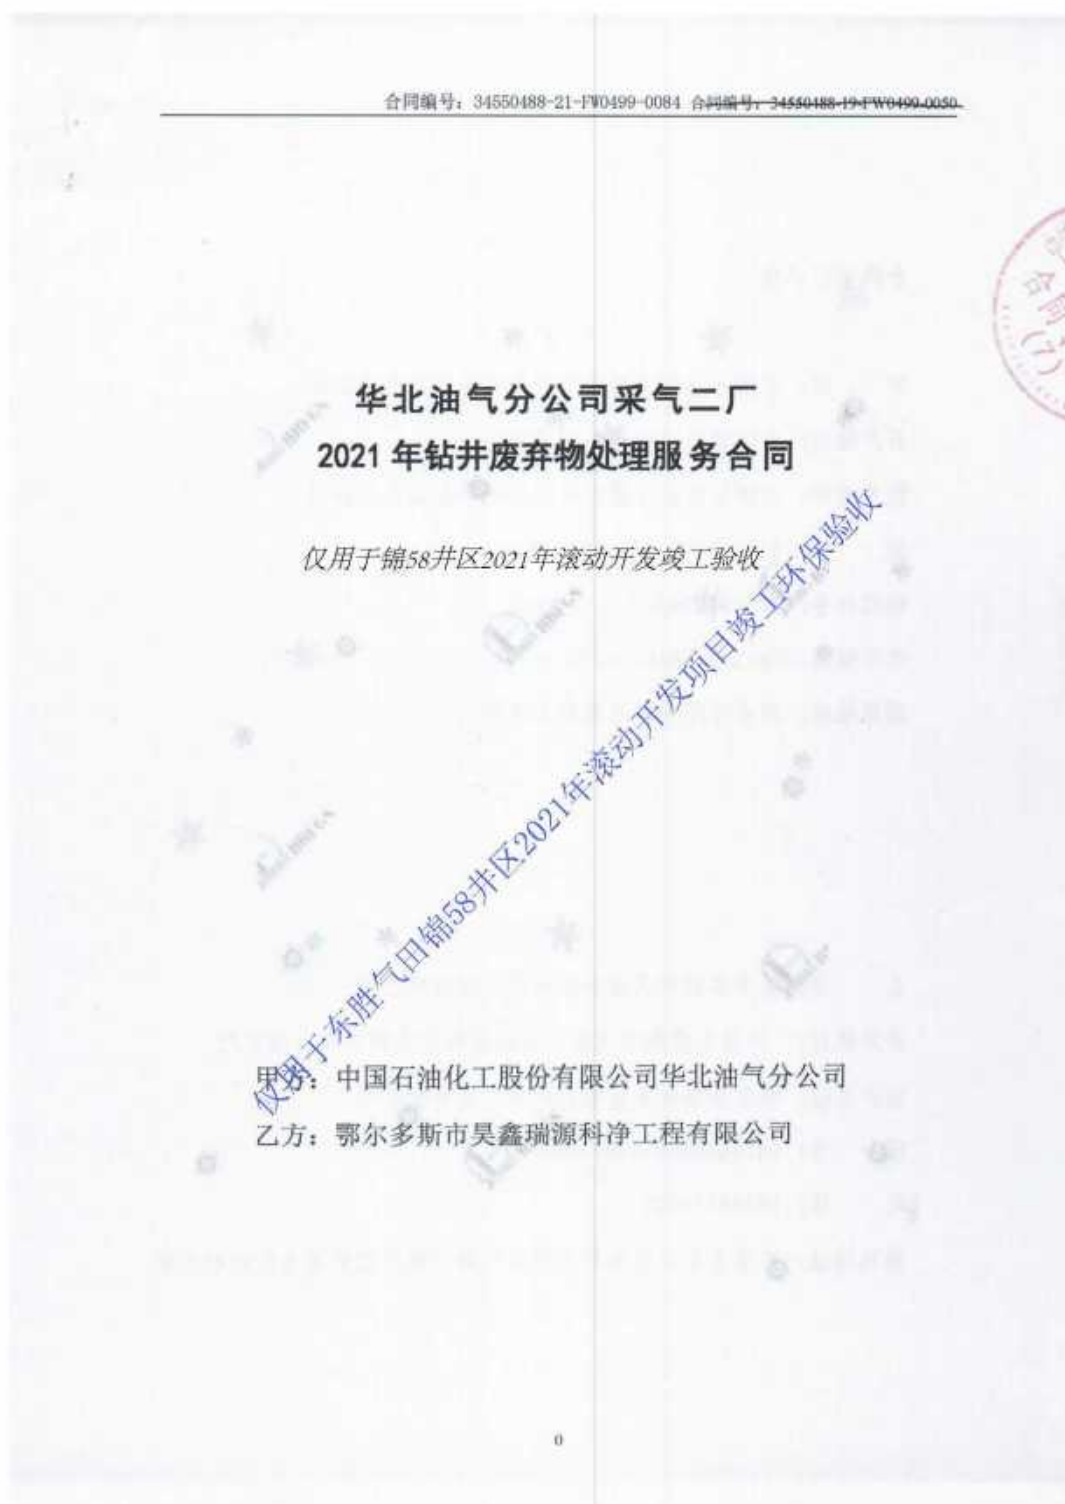 合同编号：34550488-21-FW0499-0084 合同编号：34550488-19-FW0499-0050
合同
(7)
华北油气分公司采气二厂
2021年钻井废弃物处理服务合同
仅用于锦58井区2021年滚动开发竣工验收
仅用于东胜气田锦58井区2021年滚动开发项目竣工环保验收
甲方：中国石油化工股份有限公司华北油气分公司
乙方：鄂尔多斯市昊鑫瑞源科净工程有限公司
0